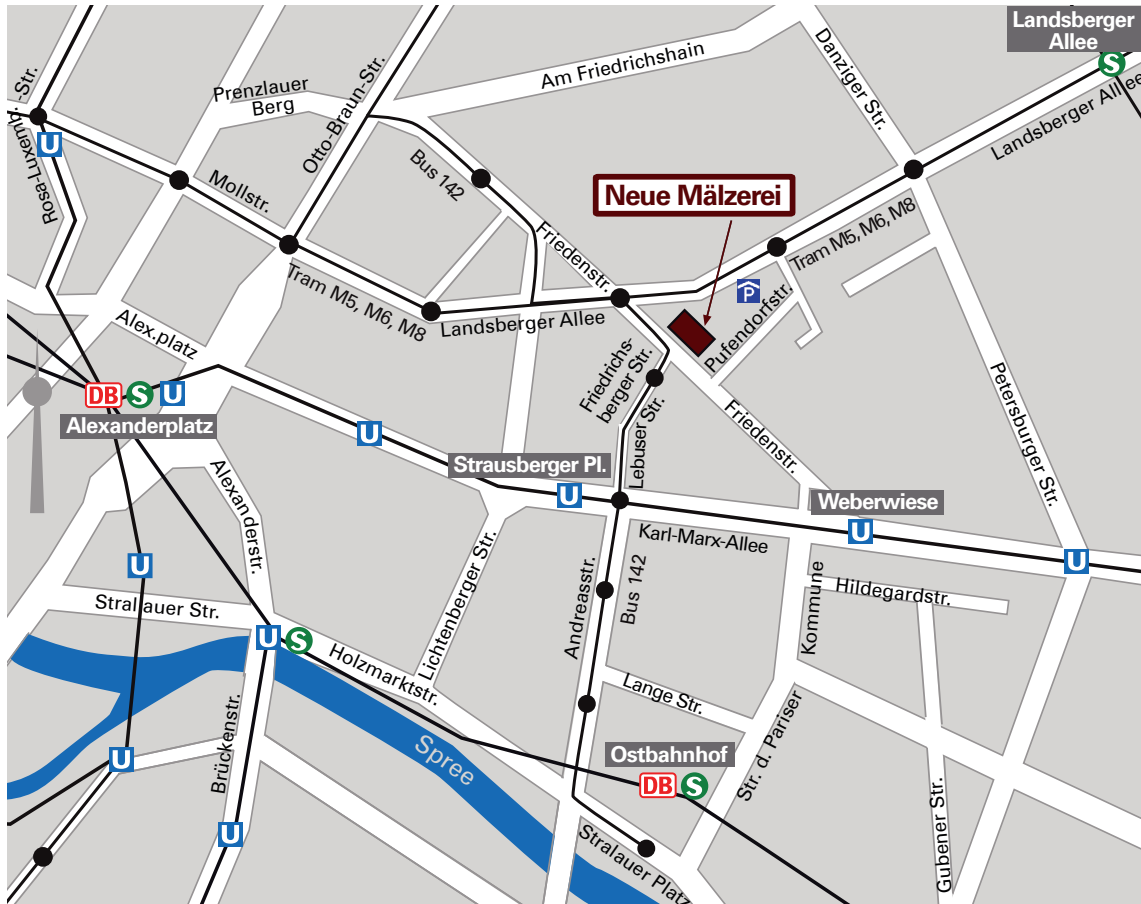 Landsberger
Allee
S
Danziger Str.
Am Friedrichshain
Otto-Braun-Str.
Prenzlauer
Berg
Rosa-Luxemb.-Str.
U
Bus 142
Landsberger Allee
Mollstr.
Neue Mälzerei
Friedenstr.
Tram M5, M6, M8
Tram M5, M6, M8
P
Landsberger Allee
Alex.platz
Pufendorfstr.
Friedrichs-
berger Str.
Petersburger Str.
DB S U
Alexanderplatz
U
Friedenstr.
Lebuser Str.
Strausberger Pl.
U
Alexanderstr.
Weberwiese
U
Karl-Marx-Allee
U
U
Lichtenberger Str.
Andreasstr.
Bus 142
Kommune
Hildegardstr.
Stralauer Str.
U S
Holzmarktstr.
Lange Str.
Brückenstr.
Spree
Ostbahnhof
DB S
Str. d. Pariser
U
U
Gubener Str.
Stralauer Platz